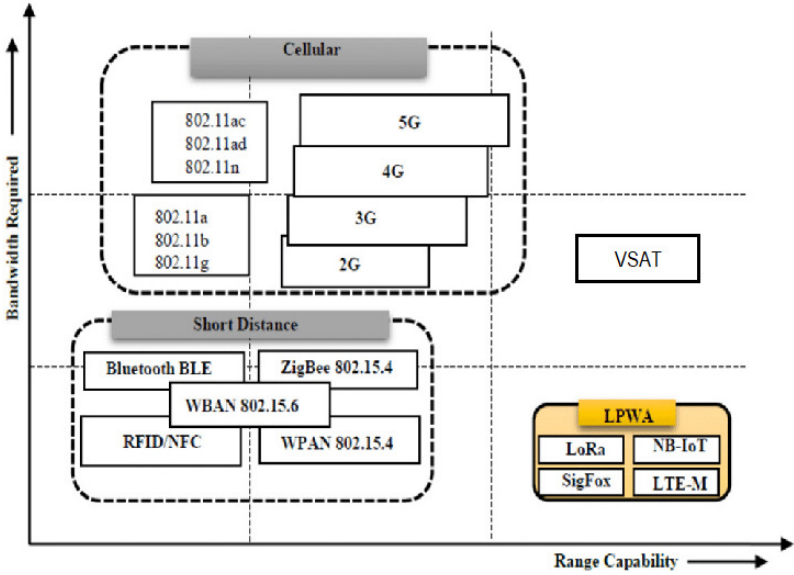 Bandwidth Required
Cellular
802.11ac
802.11ad
802.11n
5G
4G
802.11a
802.11b
802.11g
3G
2G
VSAT
Short Distance
Bluetooth BLE
ZigBee 802.15.4
WBAN 802.15.6
RFID/NFC
WPAN 802.15.4
LPWA
LoRa
NB-IoT
SigFox
LTE-M
Range Capability